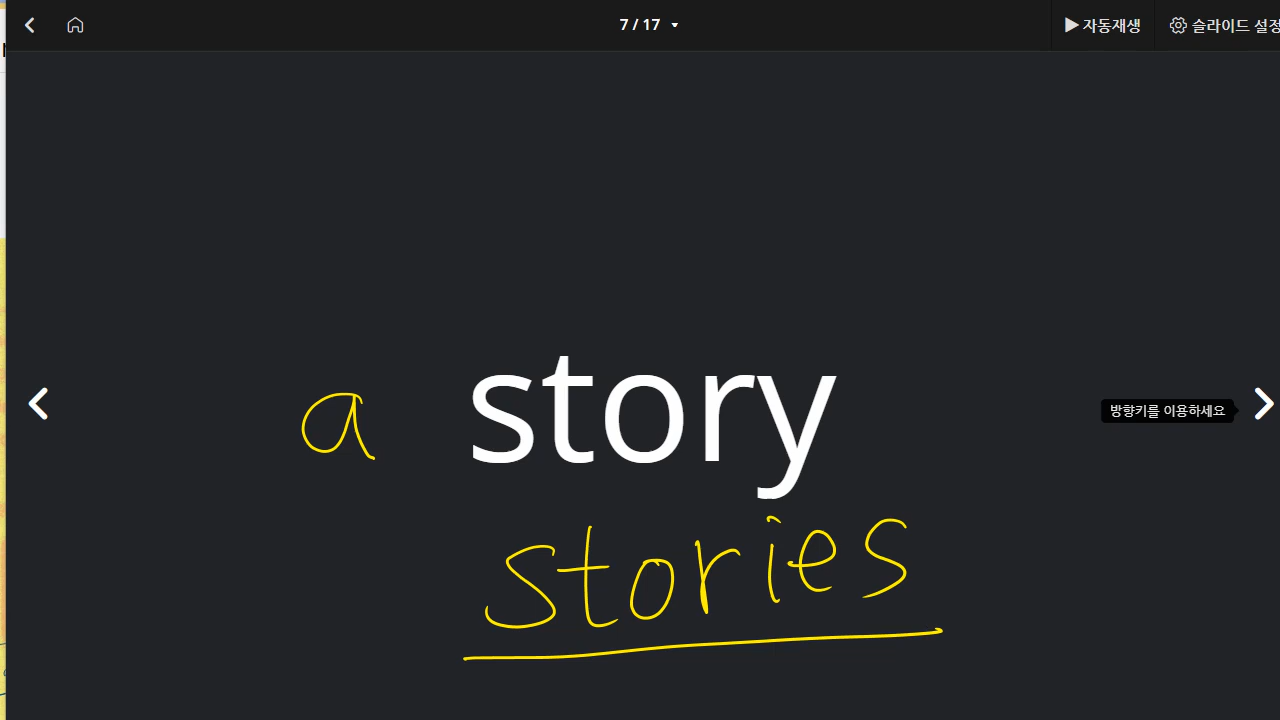 7 / 17
자동재생
슬라이드 설정
a story
방향키를 이용하세요
stories